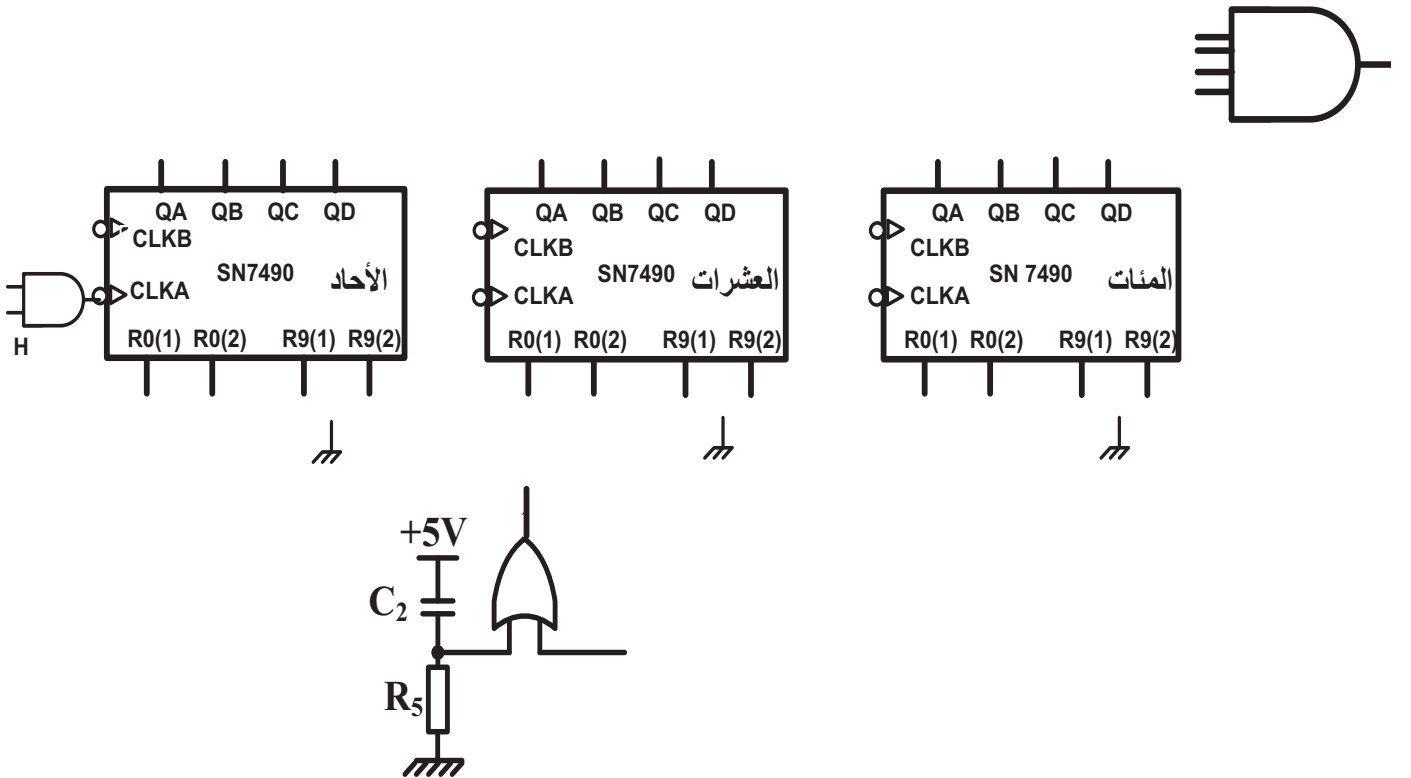 QA QB QC QD
CLKB
SN7490 الأحاد
CLKA
R0(1) R0(2) R9(1) R9(2)
H
QA QB QC QD
CLKB
SN7490 العشرات
CLKA
R0(1) R0(2) R9(1) R9(2)
QA QB QC QD
CLKB
SN 7490 المئات
CLKA
R0(1) R0(2) R9(1) R9(2)
+5V
C₂
R₅